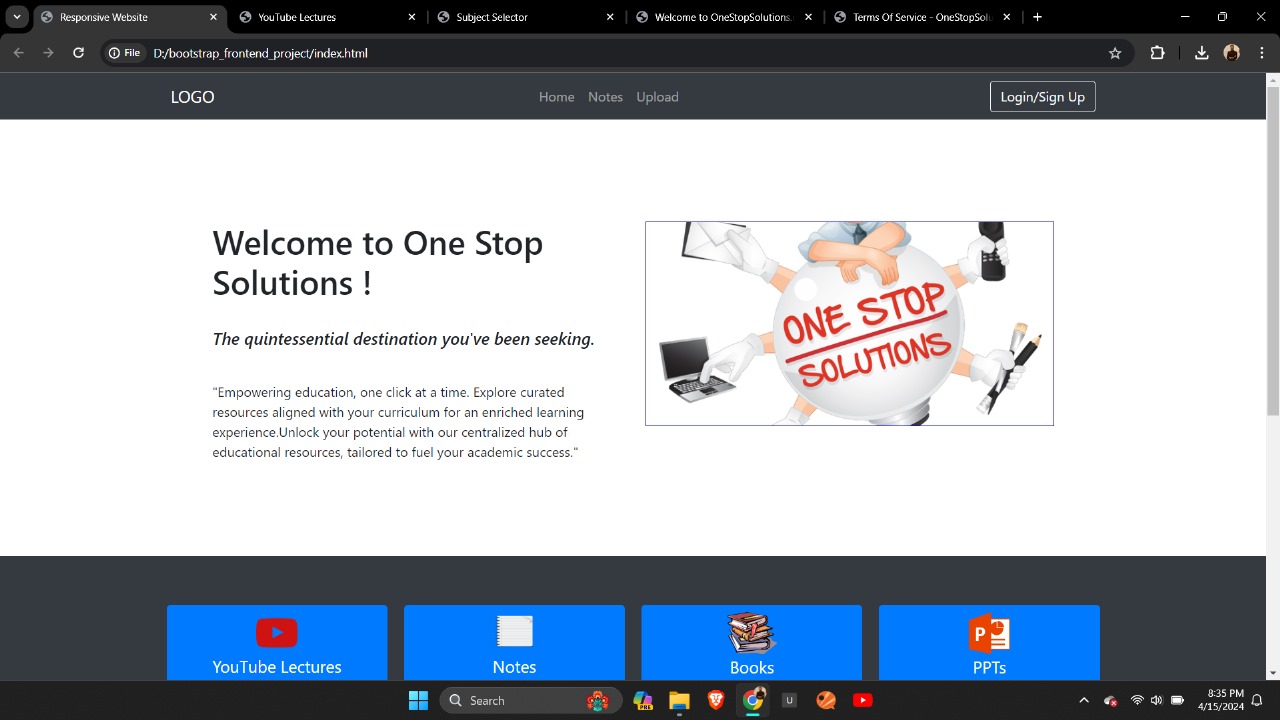 Responsive Website
YouTube Lectures
Subject Selector
Welcome to OneStopSolutions.
Terms Of Service - OneStopSolu
File
D:/bootstrap_frontend_project/index.html
LOGO
Home
Notes
Upload
Login/Sign Up
Welcome to One Stop
Solutions !
The quintessential destination you've been seeking.
"Empowering education, one click at a time. Explore curated
resources aligned with your curriculum for an enriched learning
experience.Unlock your potential with our centralized hub of
educational resources, tailored to fuel your academic success."
ONE STOP
SOLUTIONS
YouTube Lectures
Notes
Books
P
PPTs
Search
PRE
U
8:35 PM
4/15/2024